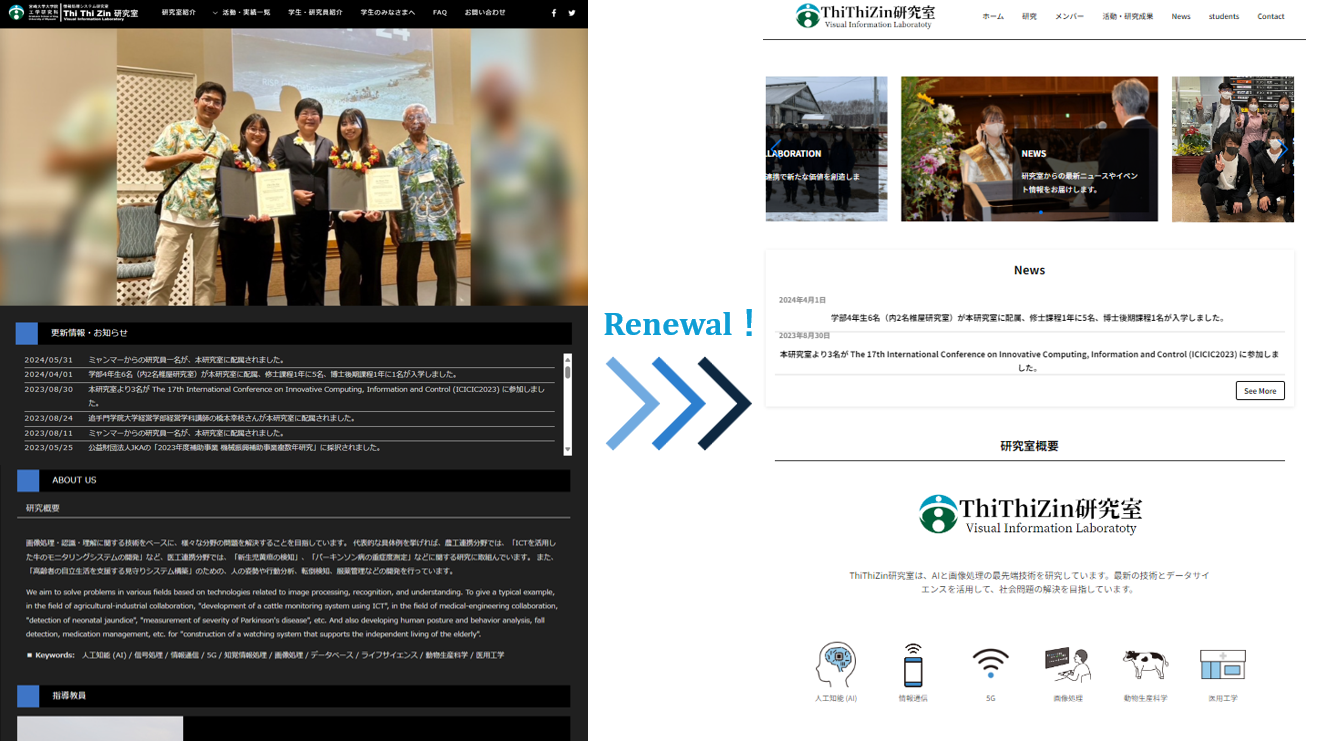 宮崎大学大学院
工学研究科
情報処理システム研究室
Thi Thi Zin 研究室
Visual Information Laboratory
研究室紹介
活動・実績一覧
学生・研究員紹介
学生のみなさまへ
FAQ
お問い合わせ
24
更新情報・お知らせ
2024/05/31 ミャンマーからの研究員一名が、本研究室に配属されました。
2024/04/01 学部4年生6名（内2名椎屋研究室）が本研究室に配属、修士課程1年に5名、博士後期課程1年に1名が入学しました。
2023/08/30 本研究室より3名が The 17th International Conference on Innovative Computing, Information and Control (ICICIC2023) に参加しまし
た。
2023/08/24 追手門学院大学経営学部経営学科講師の橋本幸枝さんが本研究室に配属されました。
2023/08/11 ミャンマーからの研究員一名が、本研究室に配属されました。
2023/05/25 公益財団法人JKAの「2023年度補助事業 機械振興補助事業複数年研究」に採択されました。
ABOUT US
研究概要
画像処理・認識・理解に関する技術をベースに、様々な分野の問題を解決することを目指しています。 代表的な具体例を挙げれば、農工連携分野では、「ICTを活用し
た牛のモニタリングシステムの開発」など、医工連携分野では、「新生児黄疸の検知」、「パーキンソン病の重症度測定」などに関する研究に取組んでいます。 また、
「高齢者の自立生活を支援する見守りシステム構築」のための、人の姿勢や行動分析、転倒検知、服薬管理などの開発を行っています。
We aim to solve problems in various fields based on technologies related to image processing, recognition, and understanding. To give a typical example,
in the field of agricultural-industrial collaboration, "development of a cattle monitoring system using ICT", in the field of medical-engineering collaboration,
"detection of neonatal jaundice", "measurement of severity of Parkinson's disease", etc. And also developing human posture and behavior analysis, fall
detection, medication management, etc. for "construction of a watching system that supports the independent living of the elderly".
■ Keywords: 人工知能 (AI) / 信号処理 / 情報通信 / 5G / 知覚情報処理 / 画像処理 / データベース / ライフサイエンス / 動物生産科学 / 医用工学
指導教員
Renewal！
ThiThiZin研究室
Visual Information Laboratoty
ホーム
研究
メンバー
活動・研究成果
News
students
Contact
LLABORATION
連携で新たな価値を創造しま
NEWS
研究室からの最新ニュースやイベン
ト情報をお届けします。
News
2024年4月1日
学部4年生6名（内2名椎屋研究室）が本研究室に配属、修士課程1年に5名、博士後期課程1名が入学しました。
2023年8月30日
本研究室より3名が The 17th International Conference on Innovative Computing, Information and Control (ICICIC2023) に参加しま
した。
See More
研究室概要
ThiThiZin研究室
Visual Information Laboratoty
ThiThiZin研究室は、AIと画像処理の最先端技術を研究しています。最新の技術とデータサイ
エンスを活用して、社会問題の解決を目指しています。
人工知能 (AI)
情報通信
5G
画像処理
動物生産科学
医用工学